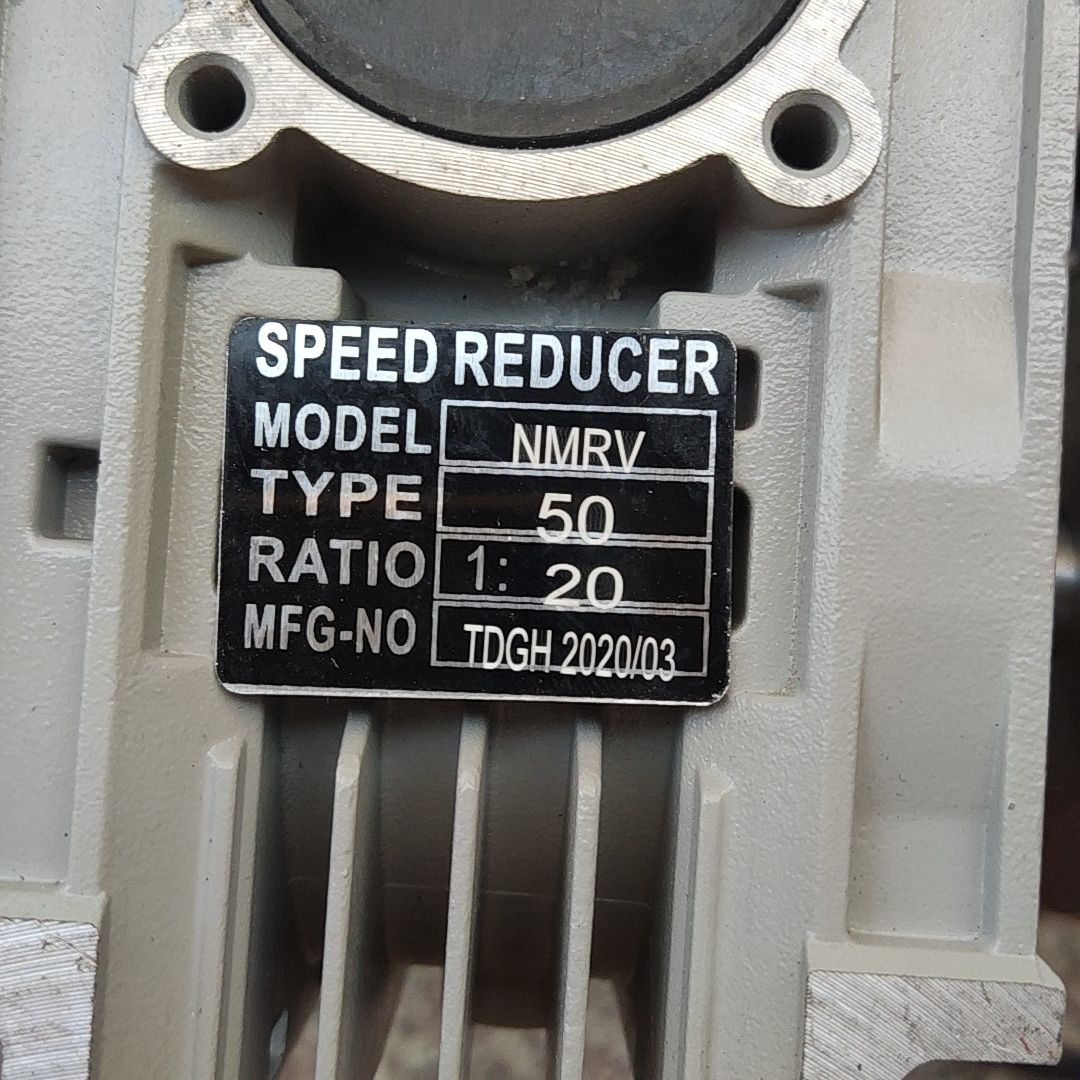 SPEED REDUCER
MODEL NMRV
TYPE 50
RATIO 1: 20
MFG-NO TDGH 2020/03